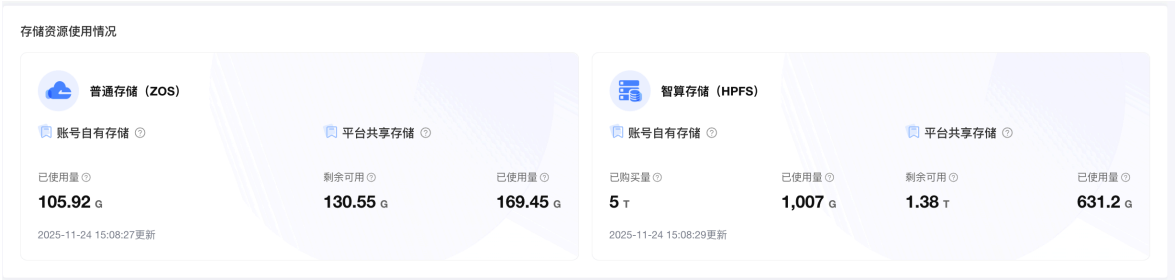 存储资源使用情况
普通存储（ZOS）
账号自有存储 平台共享存储
已使用量 剩余可用 已使用量
105.92 G 130.55 G 169.45 G
2025-11-24 15:08:27更新
智算存储（HPFS）
账号自有存储 平台共享存储
已购买量 已使用量 剩余可用 已使用量
5 T 1,007 G 1.38 T 631.2 G
2025-11-24 15:08:29更新